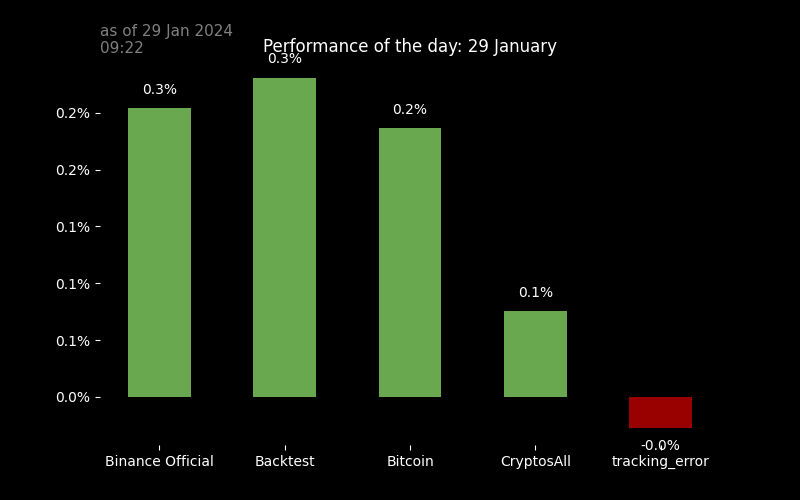 as of 29 Jan 2024
09:22
Performance of the day: 29 January
0.3%
0.3%
0.2%
0.1%
-0.0%
0.2%
0.2%
0.1%
0.1%
0.1%
0.0%
Binance Official
Backtest
Bitcoin
CryptosAll
tracking_error